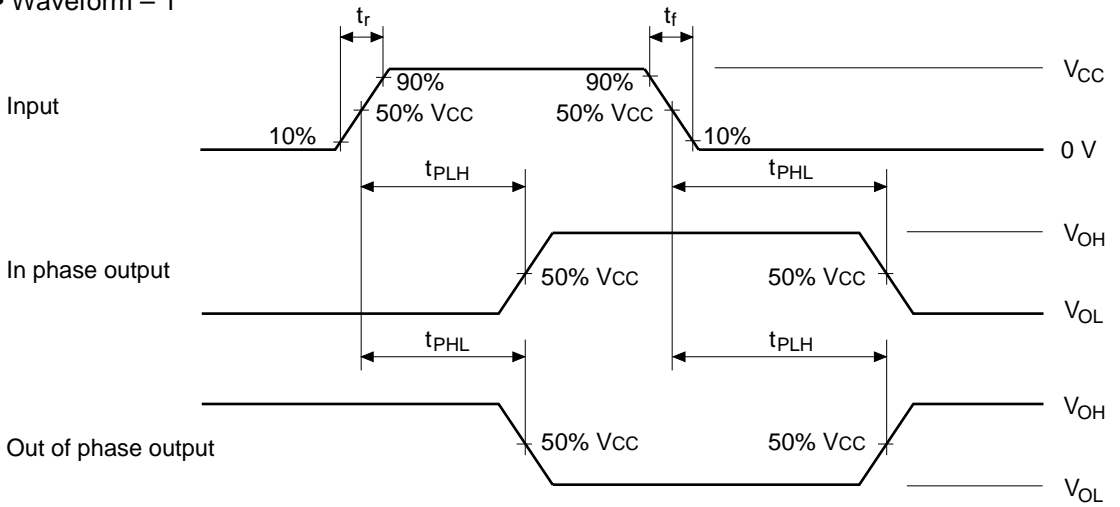 • Waveform – 1
tr
tf
90%
90%
VCC
Input
50% VCC
50% VCC
10%
10%
0 V
tPLH
tPHL
VOH
In phase output
50% VCC
50% VCC
VOL
tPHL
tPLH
VOH
Out of phase output
50% VCC
50% VCC
VOL